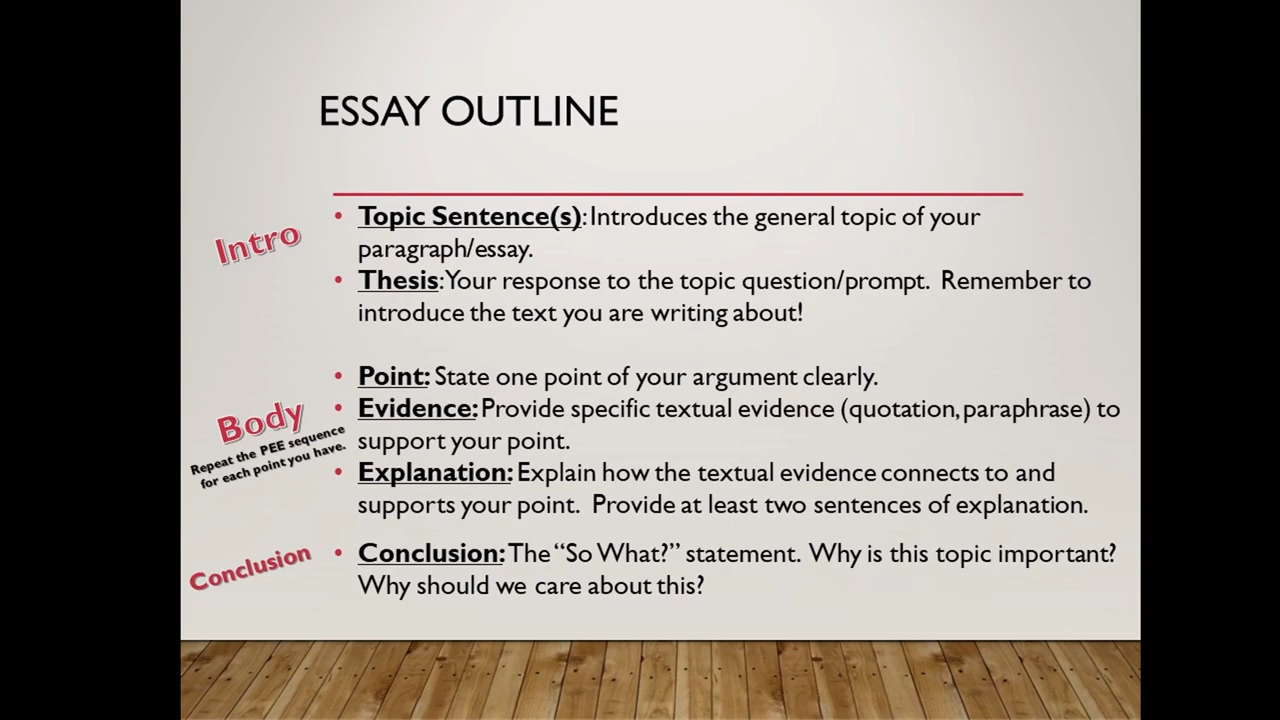 ESSAY OUTLINE
Intro
• Topic Sentence(s): Introduces the general topic of your
paragraph/essay.
• Thesis: Your response to the topic question/prompt. Remember to
introduce the text you are writing about!
Body
Repeat the PEE sequence
for each point you have.
• Point: State one point of your argument clearly.
• Evidence: Provide specific textual evidence (quotation, paraphrase) to
support your point.
• Explanation: Explain how the textual evidence connects to and
supports your point. Provide at least two sentences of explanation.
Conclusion
• Conclusion: The “So What?” statement. Why is this topic important?
Why should we care about this?